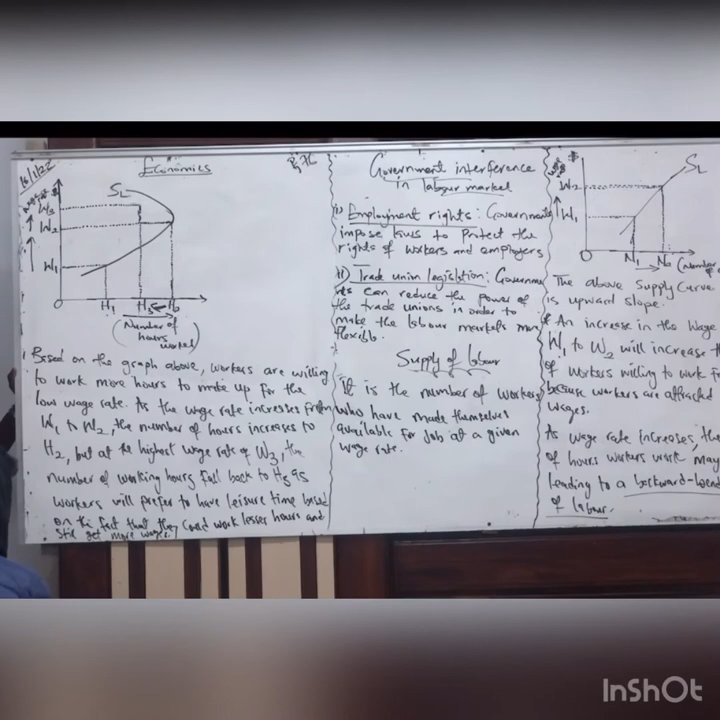 16/1/22
Economics
SL
W3
W2
W1
O
H1 H3 H2
(Number of
hours
worked)
Based on the graph above, workers are willing
to work more hours to make up for the
low wage rate. As the wage rate increases from
W1 to W2, the number of hours increases to
H2, but at the highest wage rate of W3, the
number of working hours fall back to H3 as
workers will prefer to have leisure time based
on the fact that they could work lesser hours and
still get more wages.
Government interference
in labour market
i) Employment rights: Governments
impose laws to protect the
rights of workers and employers
II) Trade union legislation: Governm
nts can reduce the power of
the trade unions in order to
make the labour markets more
flexible.
Supply of labour
It is the number of workers
who have made themselves
available for job at a given
wage rate.
$
SL
W2
W1
O
N1 N2 (Number
The above supply curve
is upward slope.
An increase in the wage
W1 to W2 will increase t
of workers willing to work f
because workers are attracted
wages.
As wage rate increases, the
of hours workers work may
leading to a backward-bend
of labour.
InShOt